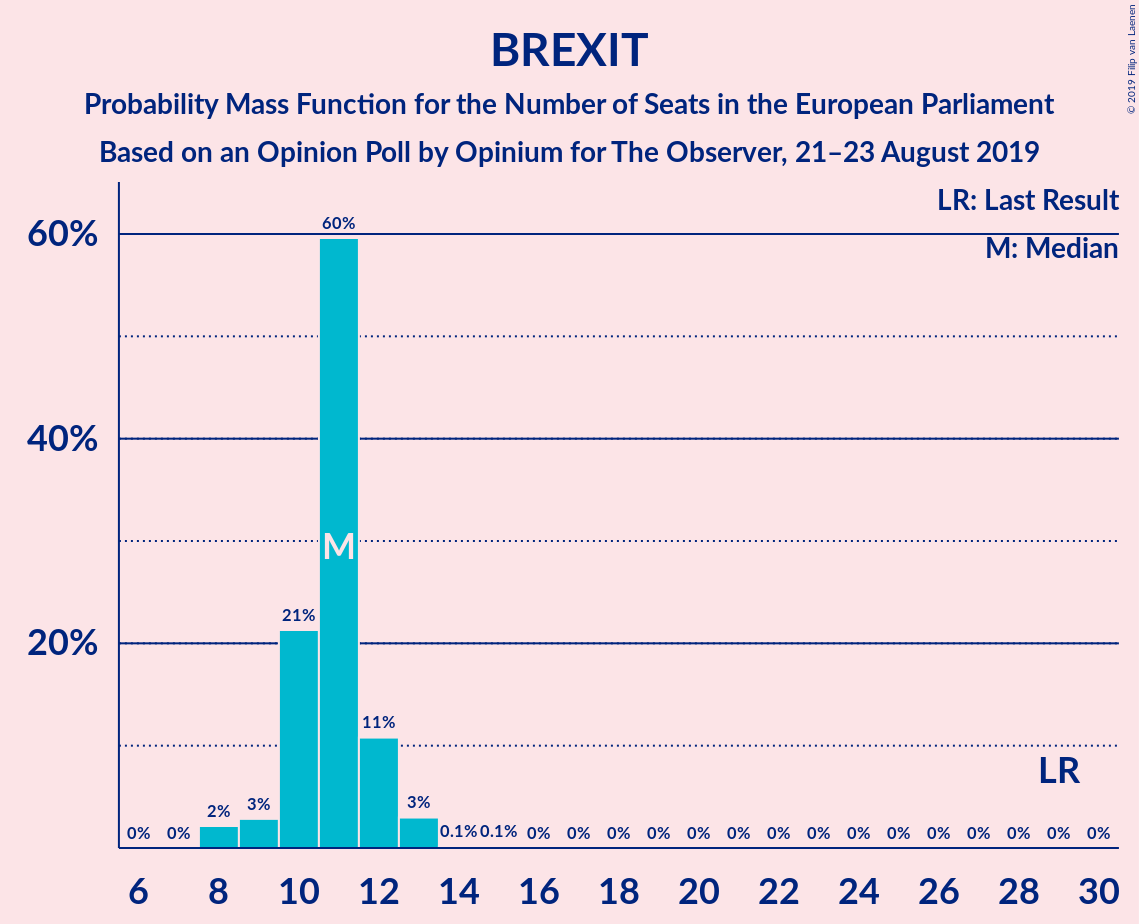 BREXIT
Probability Mass Function for the Number of Seats in the European Parliament
Based on an Opinion Poll by Opinium for The Observer, 21–23 August 2019
© 2019 Filip van Laenen
LR: Last Result
M: Median
60%
40%
20%
0% 0% 2% 3% 21% 60% 11% 3% 0.1% 0.1% 0% 0% 0% 0% 0% 0% 0% 0% 0% 0% 0% 0% 0% 0% 0%
M
LR
6 8 10 12 14 16 18 20 22 24 26 28 30